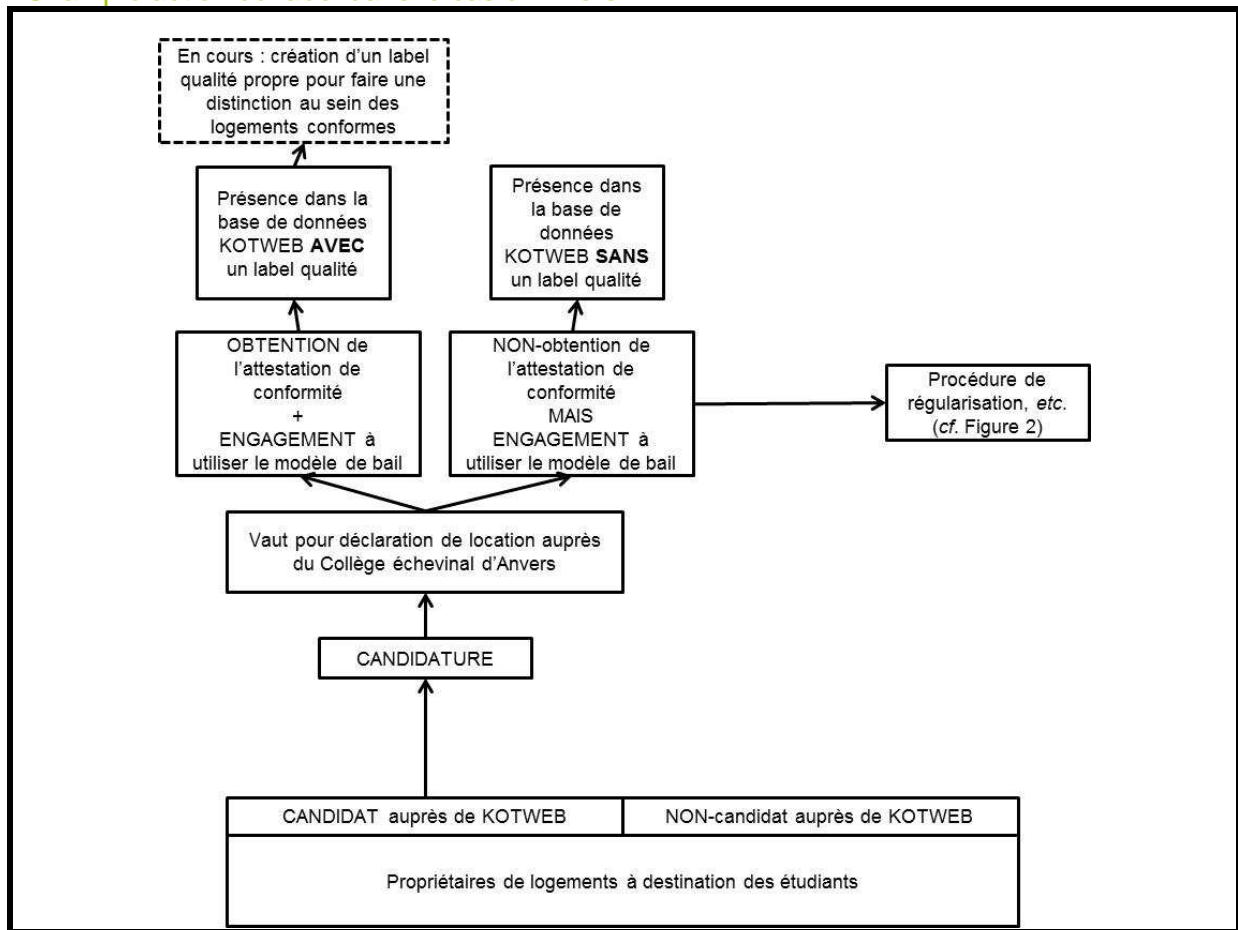 En cours : création d'un label
qualité propre pour faire une
distinction au sein des
logements conformes
Présence dans la
base de données
KOTWEB AVEC
un label qualité
Présence dans
la base de
données
KOTWEB SANS
un label qualité
OBTENTION de
l'attestation de
conformité
+
ENGAGEMENT à
utiliser le modèle de bail
NON-obtention de
l'attestation de
conformité
MAIS
ENGAGEMENT à
utiliser le modèle de bail
Procédure de
régularisation, etc.
(cf. Figure 2)
Vaut pour déclaration de location auprès
du Collège échevinal d'Anvers
CANDIDATURE
CANDIDAT auprès de KOTWEB
NON-candidat auprès de KOTWEB
Propriétaires de logements à destination des étudiants